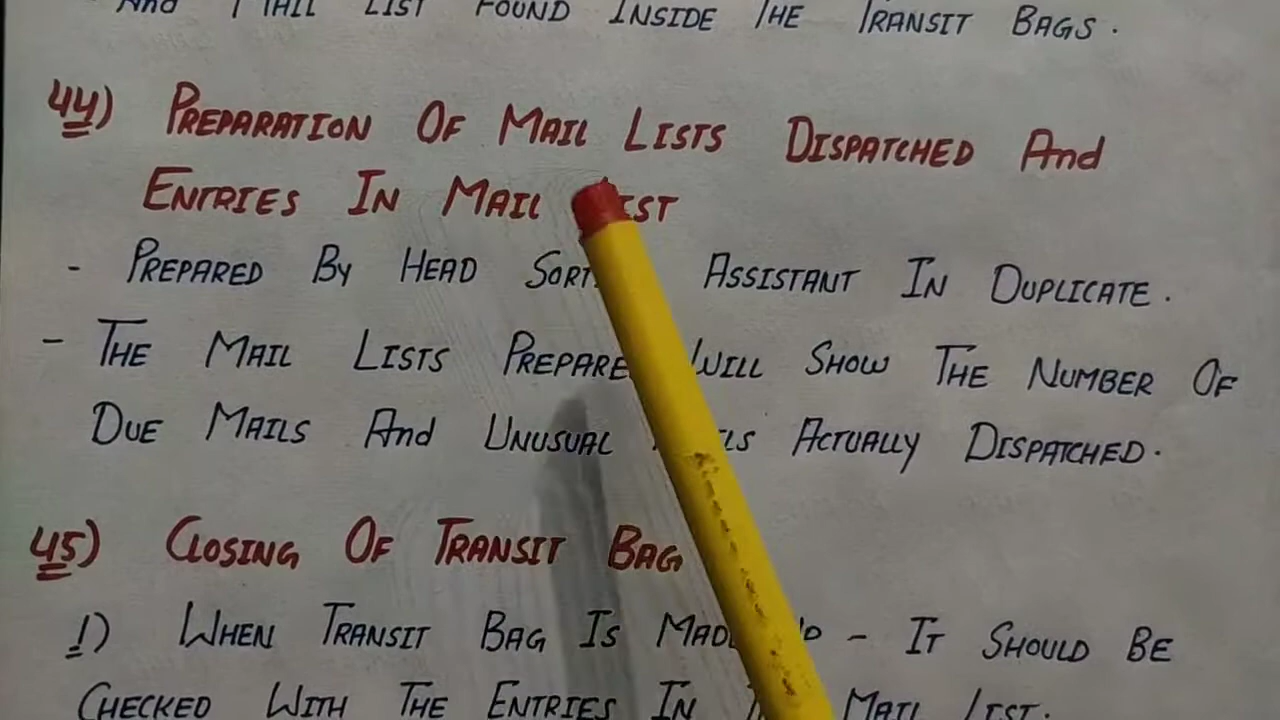 And Mail List Found Inside The Transit Bags.
44) Preparation Of Mail Lists Dispatched And
Entries In Mail
- Prepared By Head Assistant In Duplicate.
- The Mail Lists Will Show The Number Of
Due Mails And Unusual Actually Dispatched.
45) Closing Of Transit Bag
1) When Transit Bag Is - It Should Be
Checked With The Entries In Mail List.